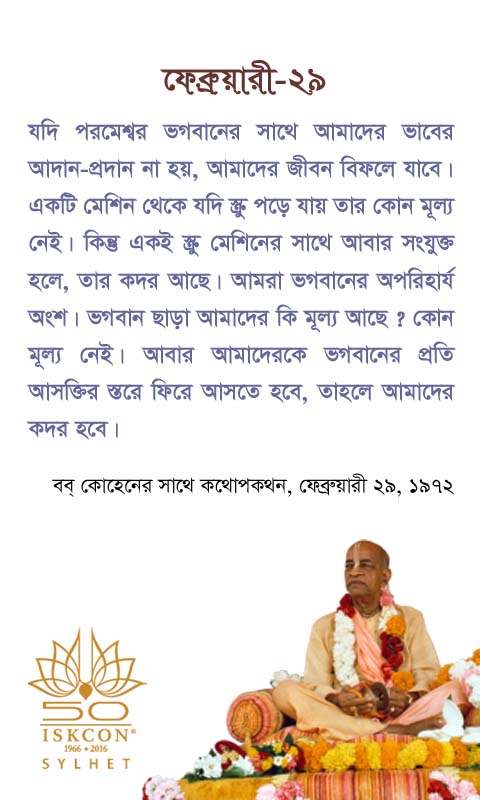 ফেব্রুয়ারী-২৯
যদি পরমেশ্বর ভগবানের সাথে আমাদের ভাবের
আদান-প্রদান না হয়, আমাদের জীবন বিফলে যাবে।
একটি মেশিন থেকে যদি স্ক্রু পড়ে যায় তার কোন মূল্য
নেই। কিন্তু একই স্ক্রু মেশিনের সাথে আবার সংযুক্ত
হলে, তার কদর আছে। আমরা ভগবানের অপরিহার্য
অংশ। ভগবান ছাড়া আমাদের কি মূল্য আছে ? কোন
মূল্য নেই। আবার আমাদেরকে ভগবানের প্রতি
আসক্তির স্তরে ফিরে আসতে হবে, তাহলে আমাদের
কদর হবে।
বব্ কোহেনের সাথে কথোপকথন, ফেব্রুয়ারী ২৯, ১৯৭২
50
ISKCON®
1966 • 2016
SYLHET